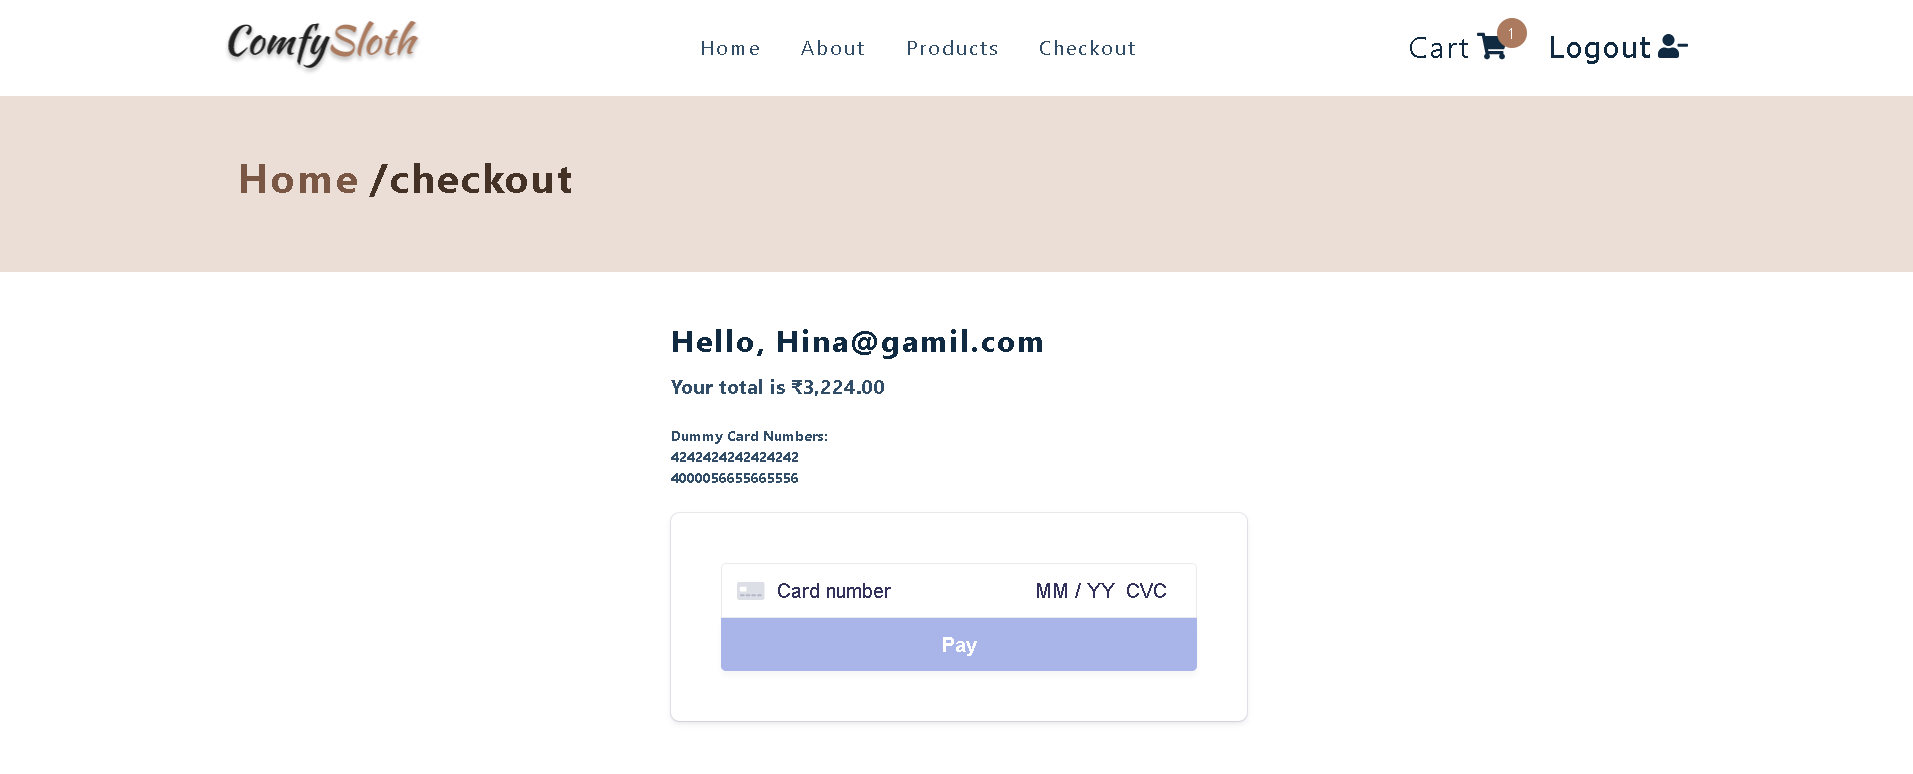 ComfySloth
Home About Products Checkout
Cart 1 Logout
Home /checkout
Hello, Hina@gamil.com
Your total is ₹3,224.00
Dummy Card Numbers:
4242424242424242
4000056655665556
Card number MM / YY CVC
Pay